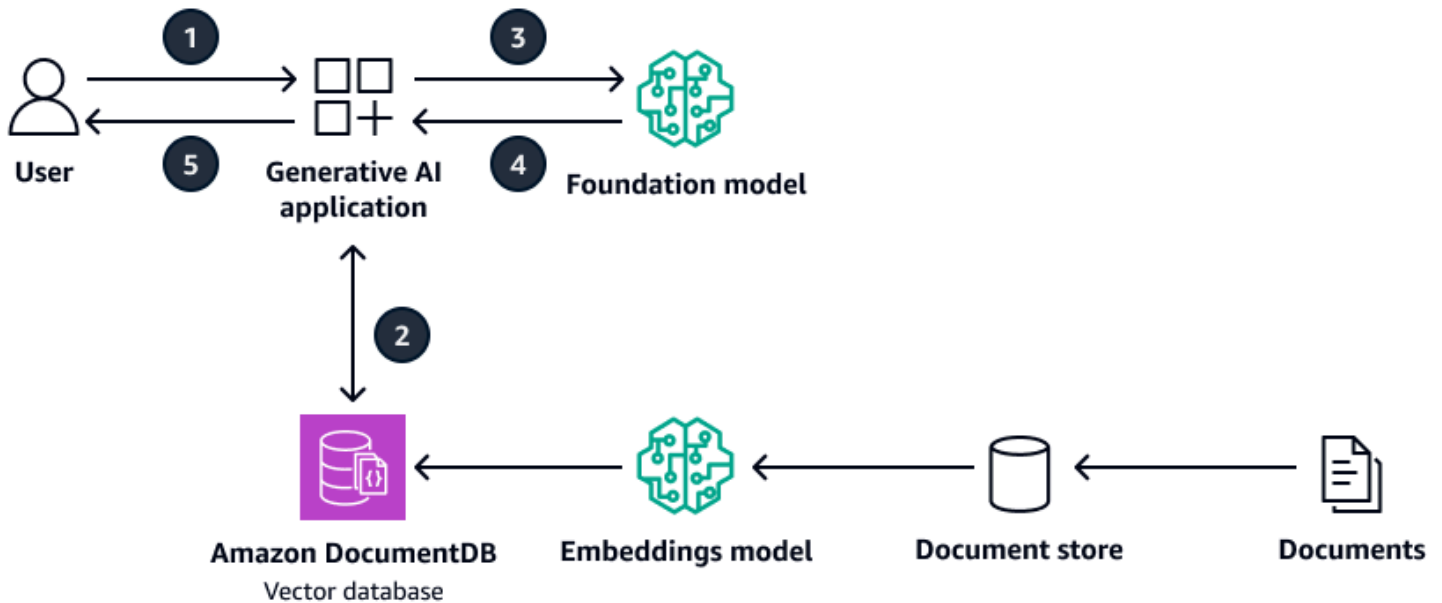 1
3
5
4
User
Generative AI
application
Foundation model
2
{}
Amazon DocumentDB
Vector database
Embeddings model
Document store
Documents